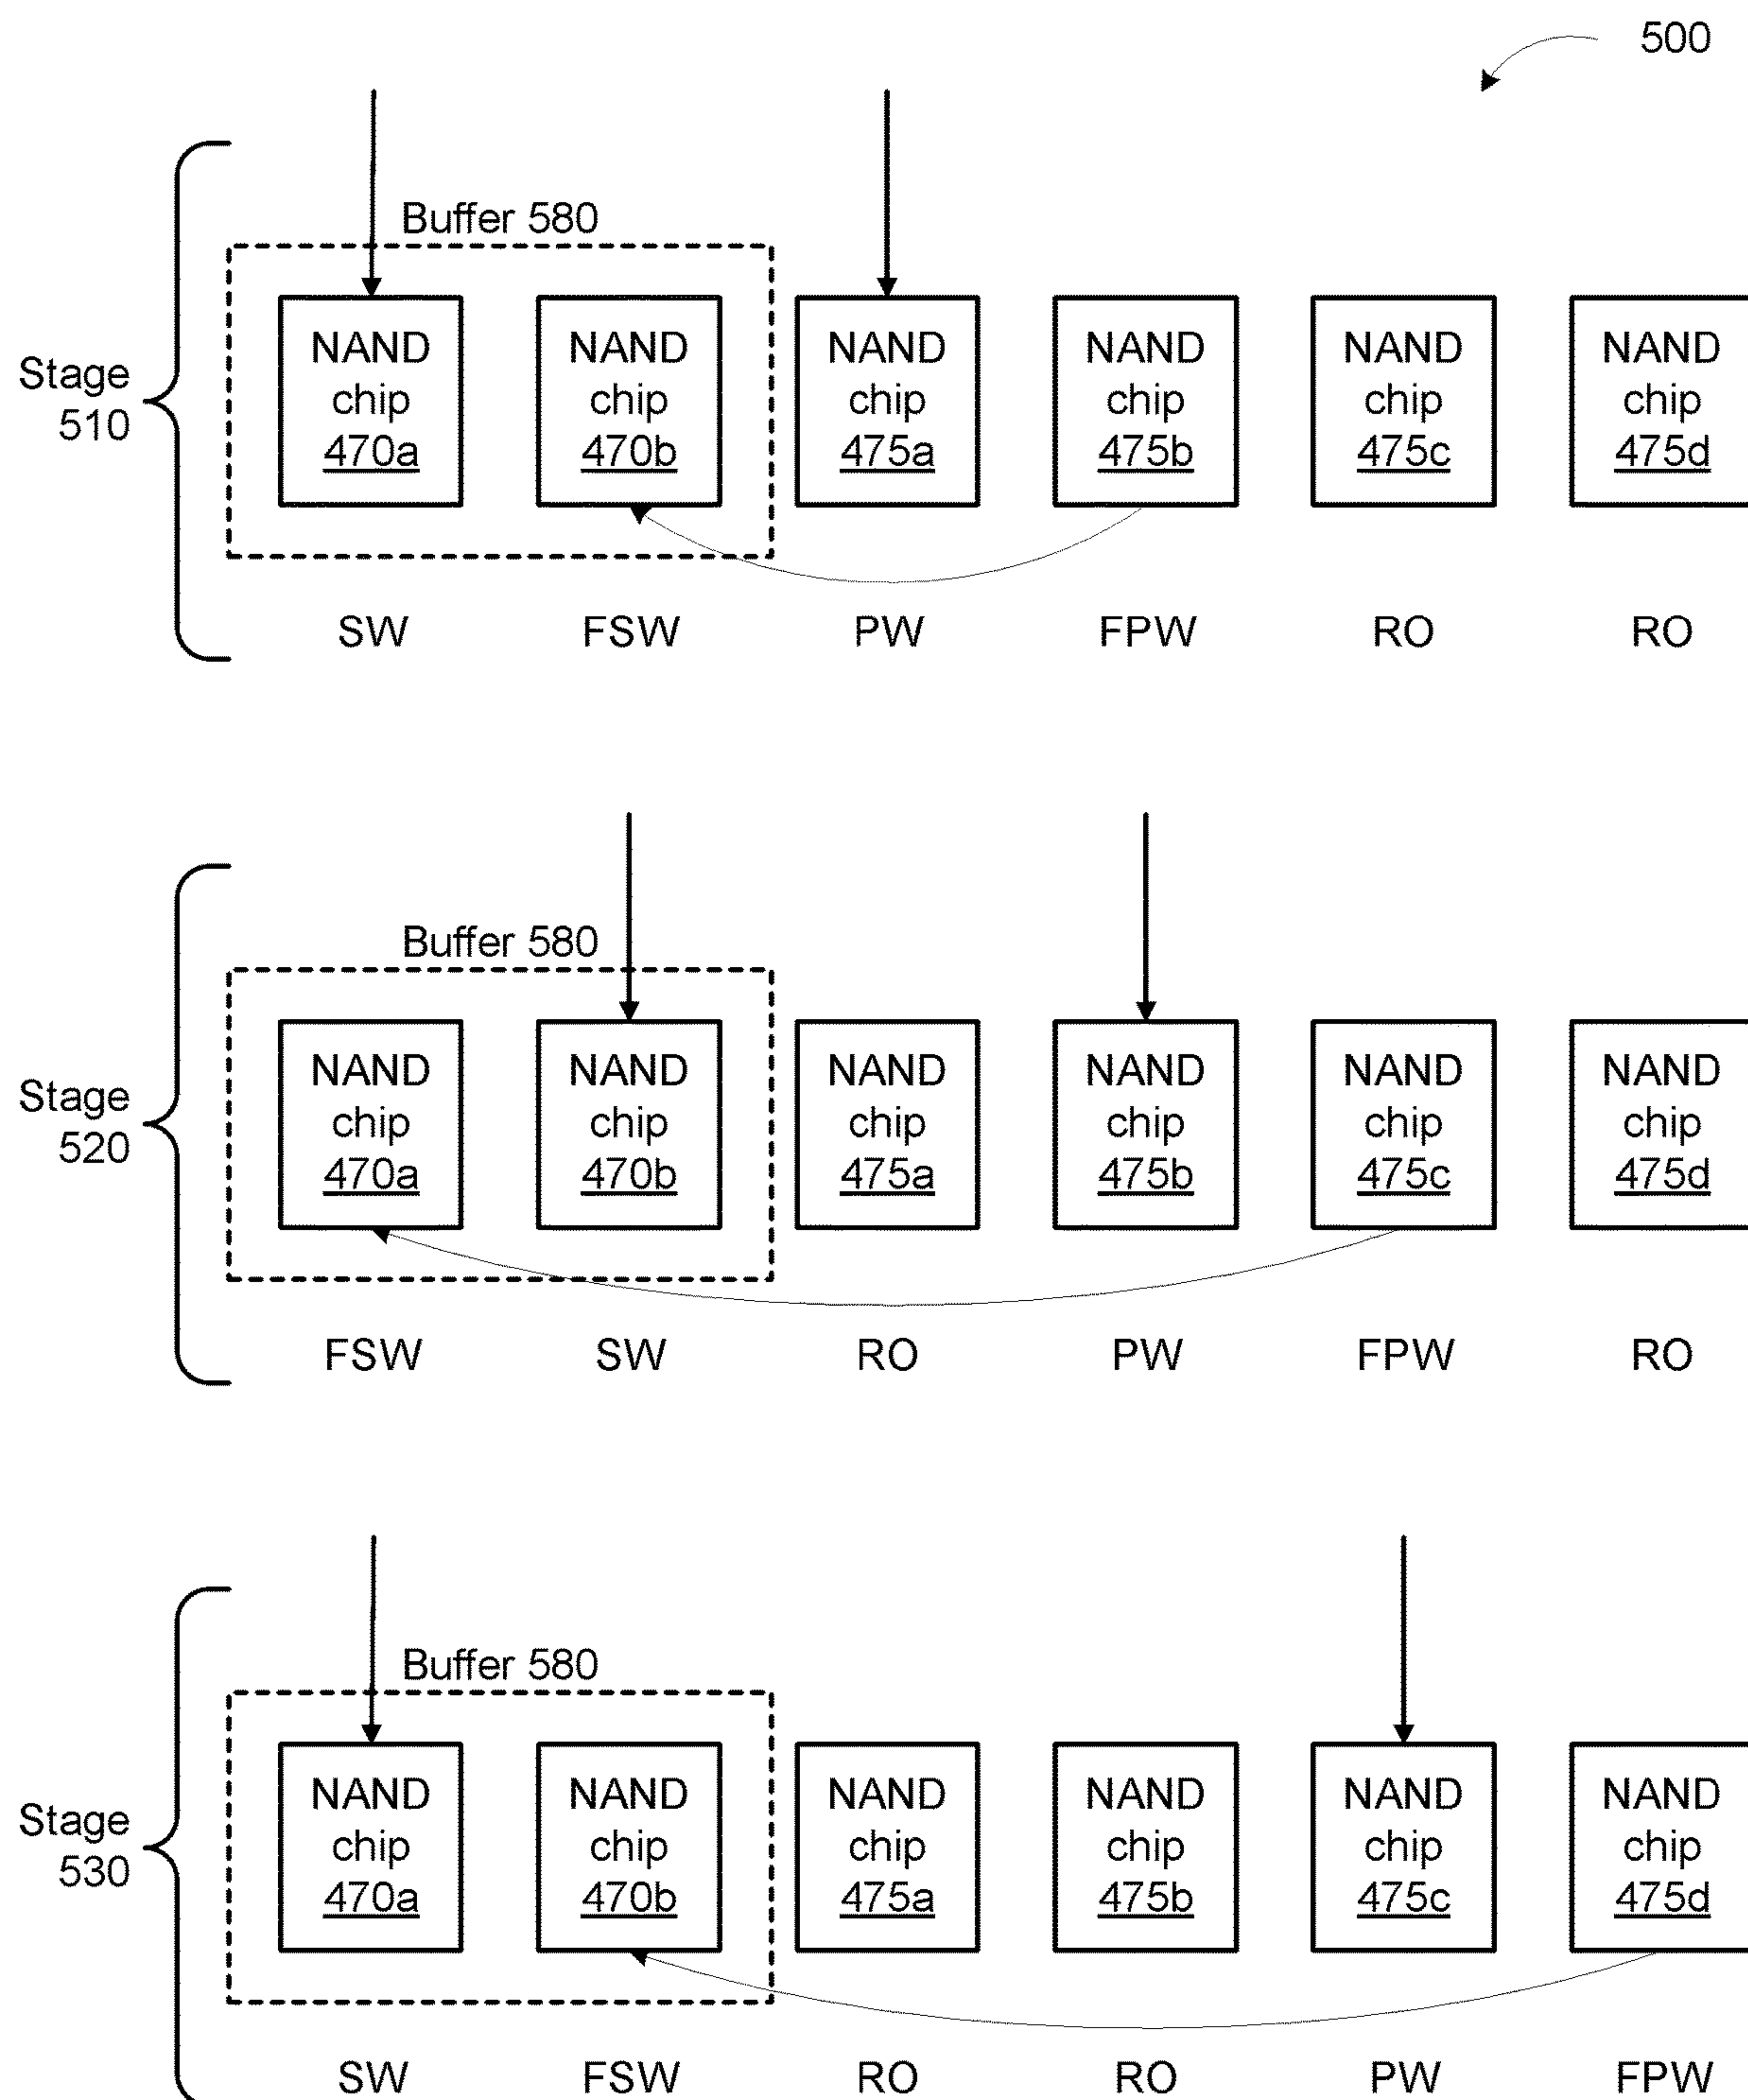 500
Buffer 580
Stage
510
NAND NAND NAND NAND NAND NAND
chip chip chip chip chip chip
470a 470b 475a 475b 475c 475d
SW FSW PW FPW RO RO
Buffer 580
Stage
520
NAND NAND NAND NAND NAND NAND
chip chip chip chip chip chip
470a 470b 475a 475b 475c 475d
FSW SW RO PW FPW RO
Buffer 580
Stage
530
NAND NAND NAND NAND NAND NAND
chip chip chip chip chip chip
470a 470b 475a 475b 475c 475d
SW FSW RO RO PW FPW